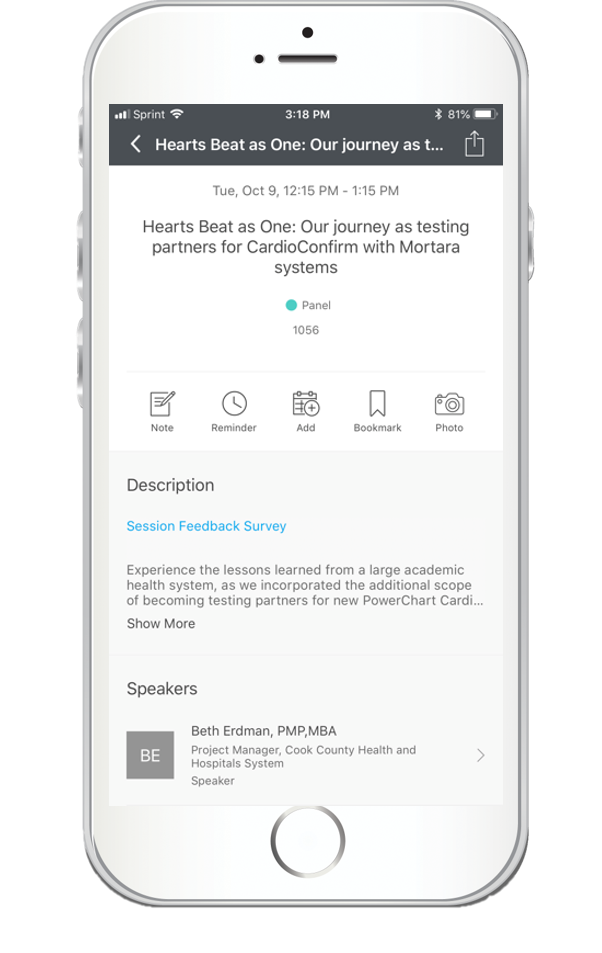 Sprint 3:18 PM 81%
Hearts Beat as One: Our journey as t...
Tue, Oct 9, 12:15 PM - 1:15 PM
Hearts Beat as One: Our journey as testing
partners for CardioConfirm with Mortara
systems
Panel
1056
Note Reminder Add Bookmark Photo
Description
Session Feedback Survey
Experience the lessons learned from a large academic
health system, as we incorporated the additional scope
of becoming testing partners for new PowerChart Cardi...
Show More
Speakers
BE
Beth Erdman, PMP,MBA
Project Manager, Cook County Health and
Hospitals System
Speaker